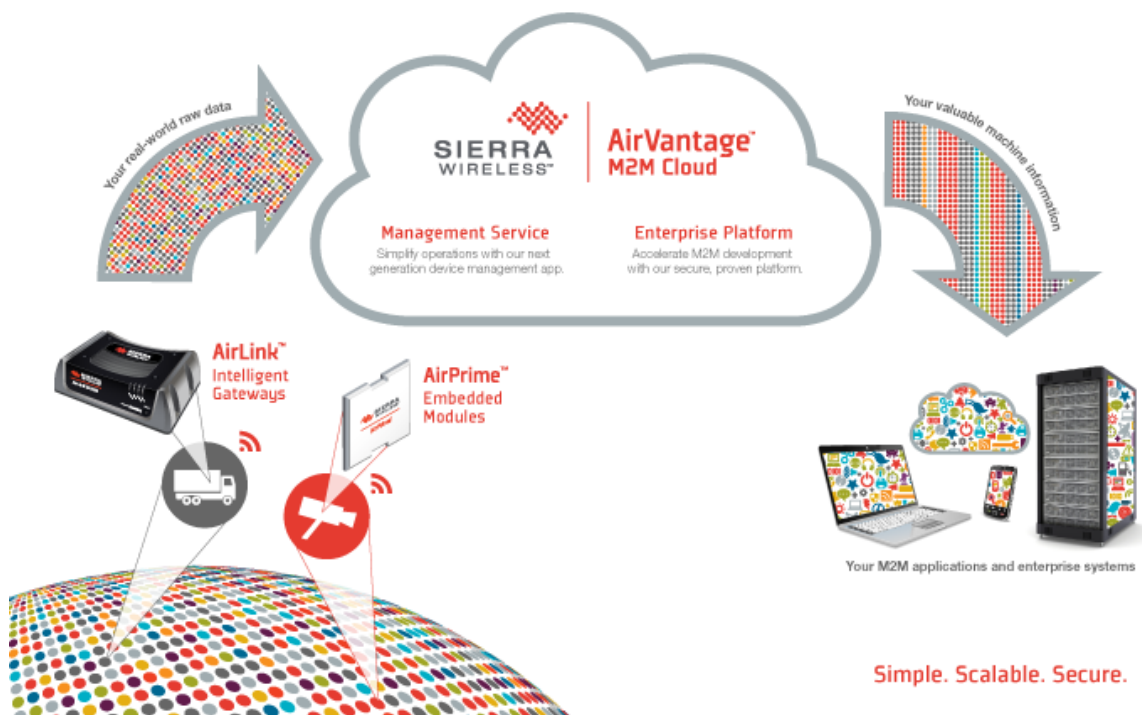 Your real-world raw data
SIERRA
WIRELESS™
AirVantage™
M2M Cloud
Your valuable machine information
Management Service
Simplify operations with our next
generation device management app.
Enterprise Platform
Accelerate M2M development
with our secure, proven platform.
AirLink™
Intelligent
Gateways
SIERRA
AirPrime™
Embedded
Modules
SIERRA
Your M2M applications and enterprise systems
Simple. Scalable. Secure.